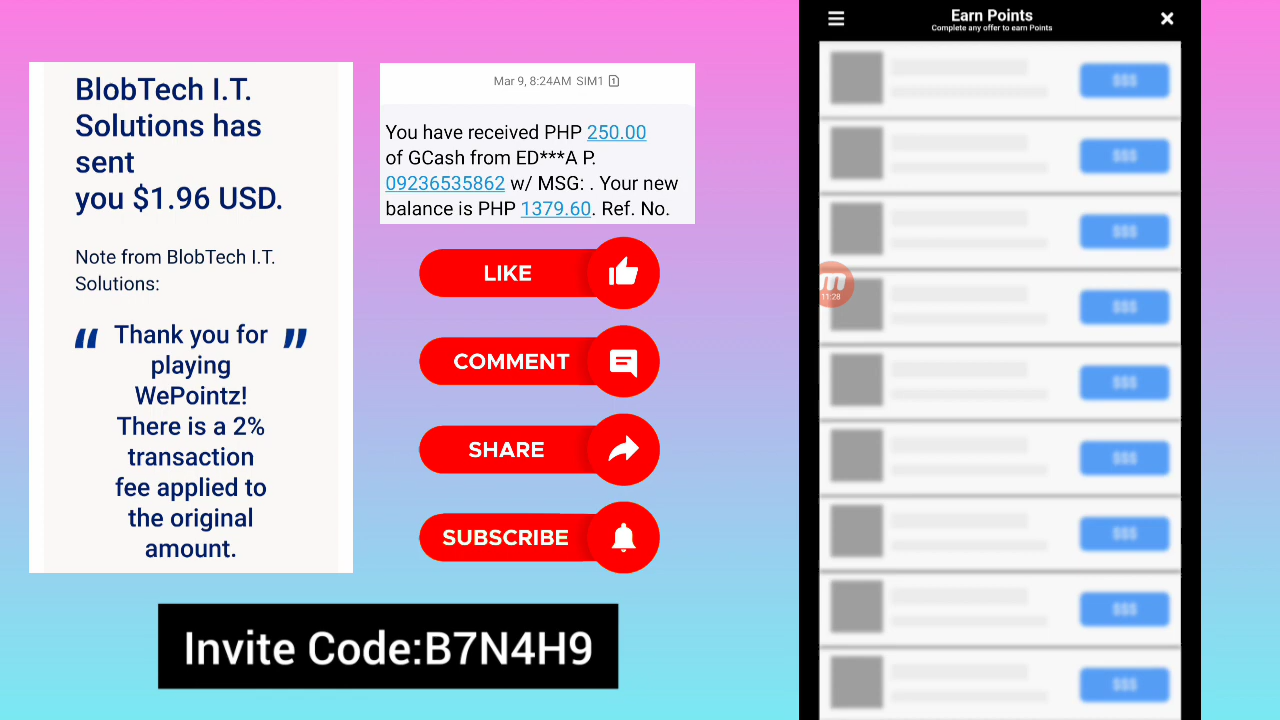 BlobTech I.T.
Solutions has
sent
you $1.96 USD.
Note from BlobTech I.T.
Solutions:
“ Thank you for ”
playing
WePointz!
There is a 2%
transaction
fee applied to
the original
amount.
Mar 9, 8:24AM SIM1 1
You have received PHP 250.00
of GCash from ED***A P.
09236535862 w/ MSG: . Your new
balance is PHP 1379.60. Ref. No.
LIKE
COMMENT
SHARE
SUBSCRIBE
Invite Code:B7N4H9
Earn Points
Complete any offer to earn Points
$$$
$$$
$$$
m
11:28
$$$
$$$
$$$
$$$
$$$
$$$